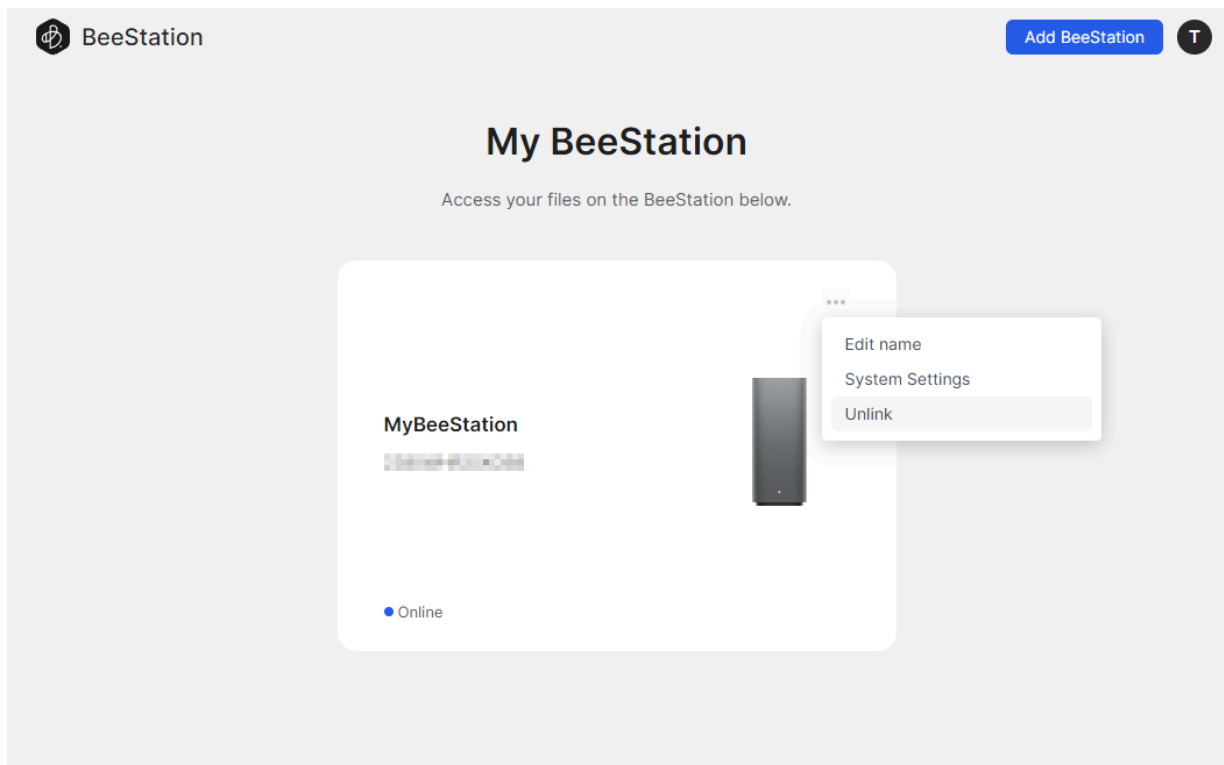 BeeStation
Add BeeStation
T
My BeeStation
Access your files on the BeeStation below.
Edit name
System Settings
Unlink
MyBeeStation
Online